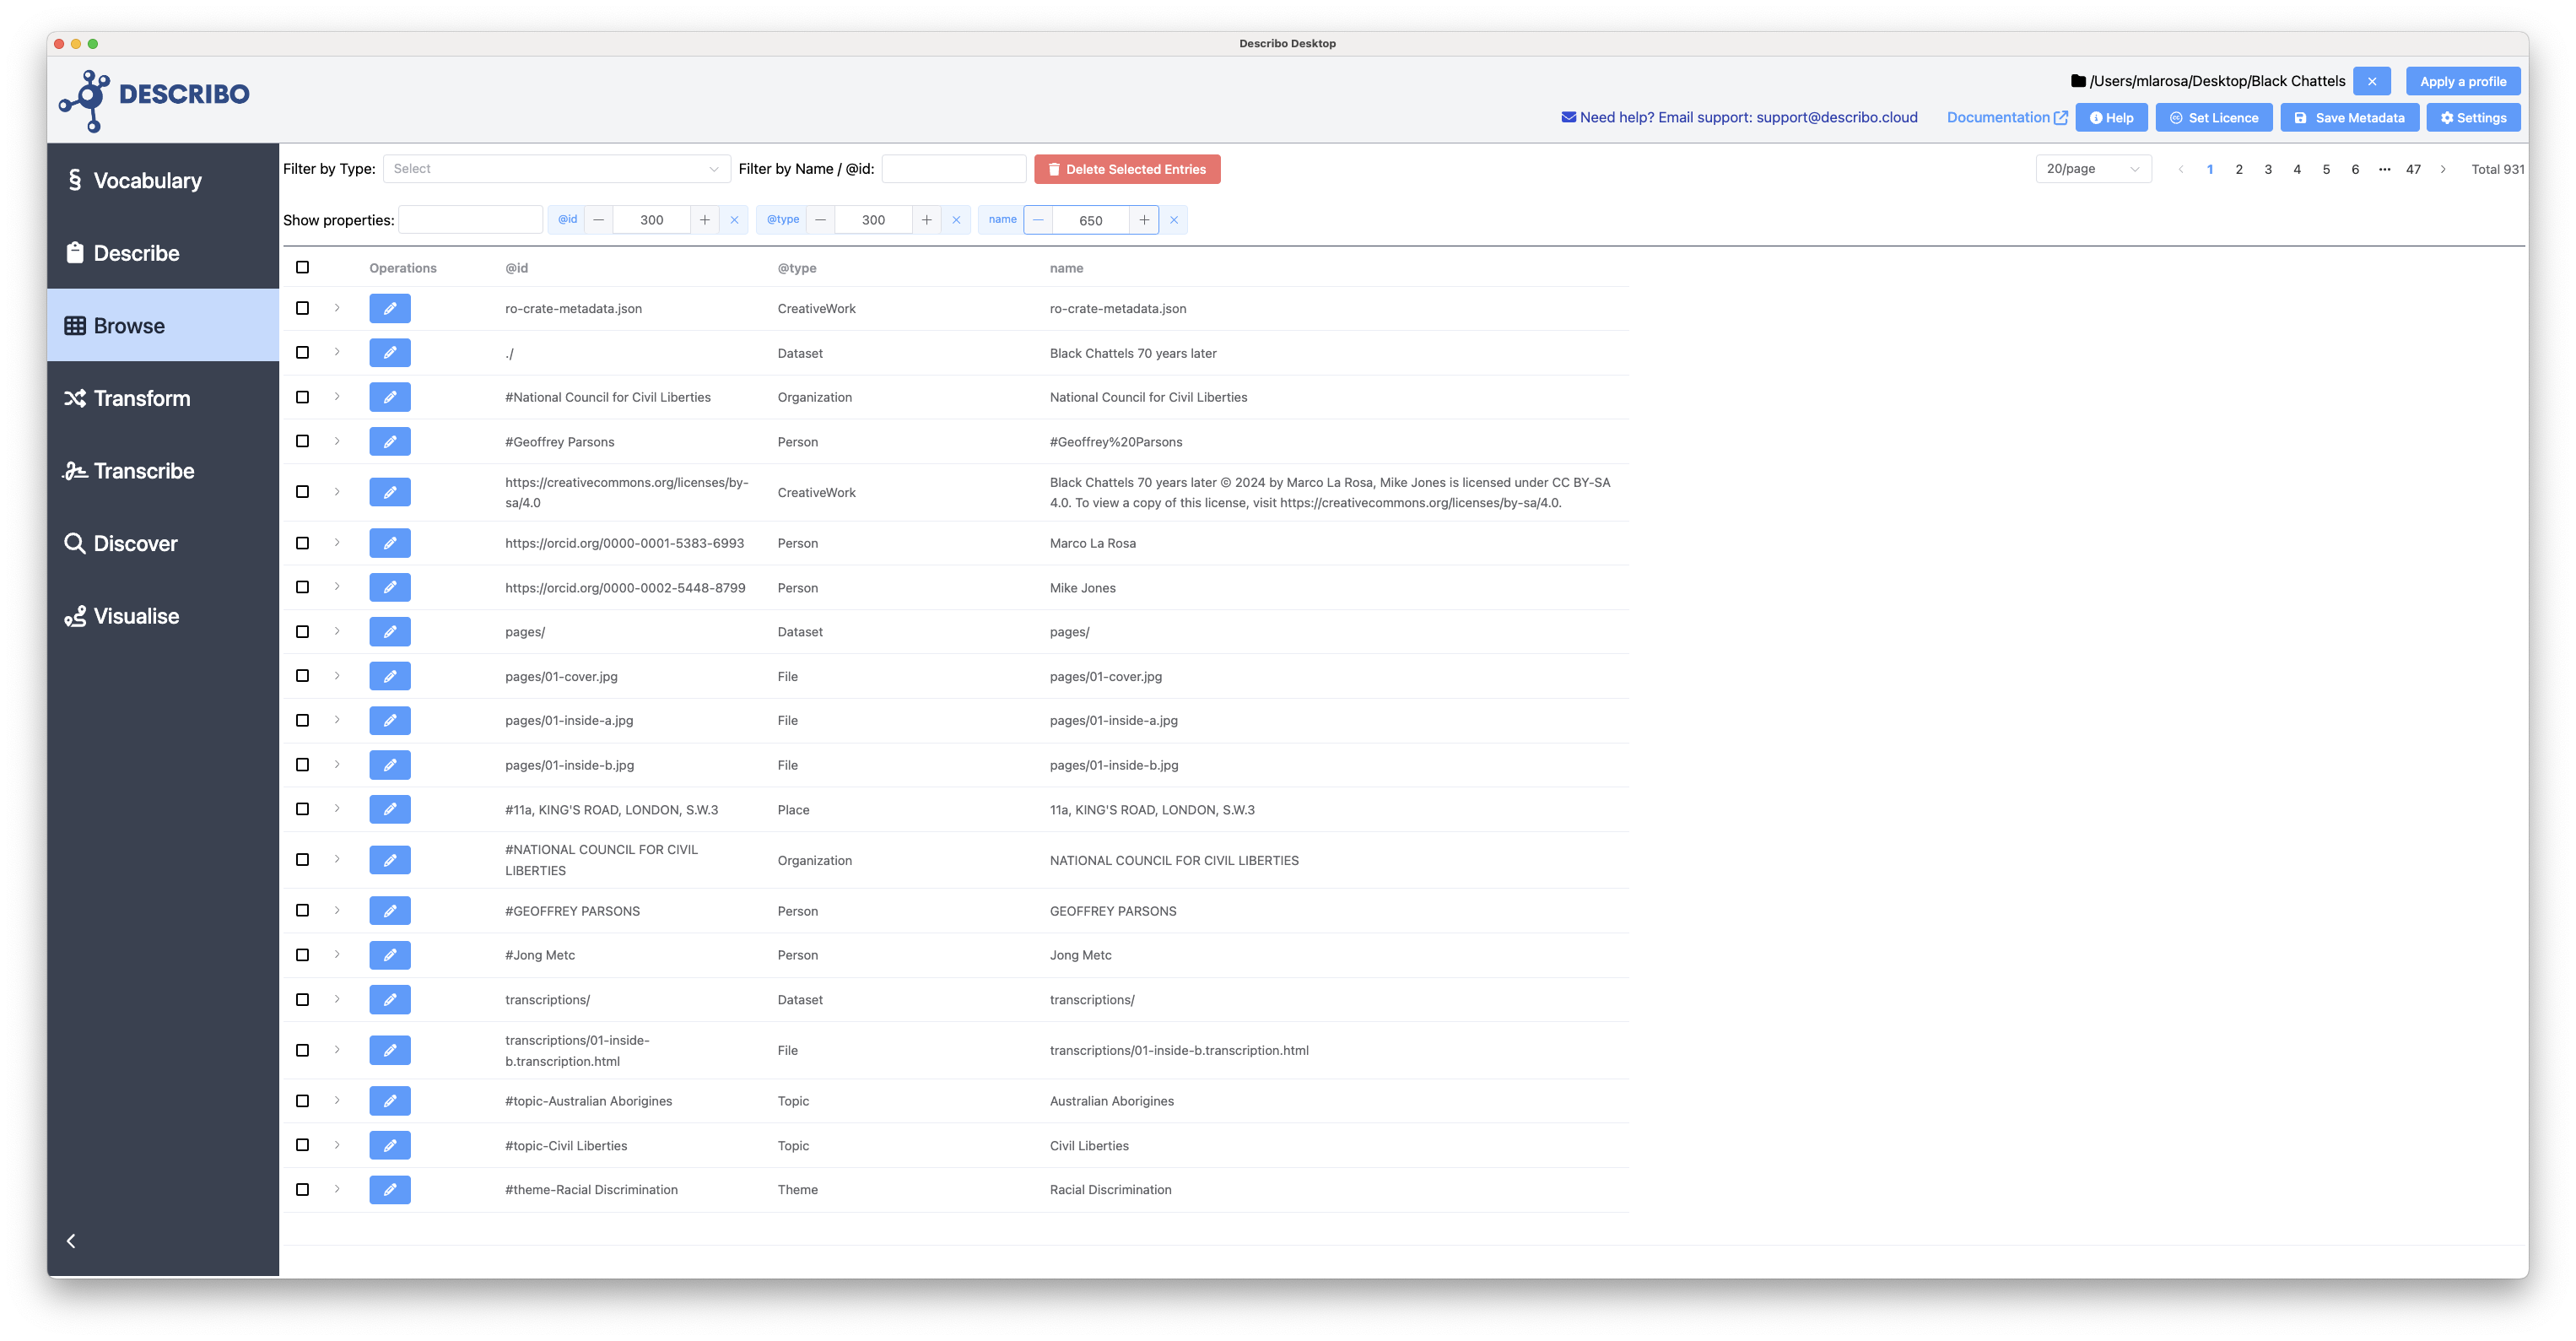 Describo Desktop
DESCRIBO
/Users/mlarosa/Desktop/Black Chattels
Apply a profile
Need help? Email support: support@describo.cloud
Documentation
Help
Set Licence
Save Metadata
Settings
Vocabulary
Describe
Browse
Transform
Transcribe
Discover
Visualise
Filter by Type: Select Filter by Name / @id: Delete Selected Entries 20/page 1 2 3 4 5 6 ••• 47 Total 931
Show properties: @id 300 @type 300 name 650
Operations @id @type name
ro-crate-metadata.json CreativeWork ro-crate-metadata.json
./ Dataset Black Chattels 70 years later
#National Council for Civil Liberties Organization National Council for Civil Liberties
#Geoffrey Parsons Person #Geoffrey%20Parsons
https://creativecommons.org/licenses/by-
sa/4.0
CreativeWork
Black Chattels 70 years later © 2024 by Marco La Rosa, Mike Jones is licensed under CC BY-SA
4.0. To view a copy of this license, visit https://creativecommons.org/licenses/by-sa/4.0.
https://orcid.org/0000-0001-5383-6993 Person Marco La Rosa
https://orcid.org/0000-0002-5448-8799 Person Mike Jones
pages/ Dataset pages/
pages/01-cover.jpg File pages/01-cover.jpg
pages/01-inside-a.jpg File pages/01-inside-a.jpg
pages/01-inside-b.jpg File pages/01-inside-b.jpg
#11a, KING'S ROAD, LONDON, S.W.3 Place 11a, KING'S ROAD, LONDON, S.W.3
#NATIONAL COUNCIL FOR CIVIL
LIBERTIES
Organization
NATIONAL COUNCIL FOR CIVIL LIBERTIES
#GEOFFREY PARSONS Person GEOFFREY PARSONS
#Jong Metc Person Jong Metc
transcriptions/ Dataset transcriptions/
transcriptions/01-inside-
b.transcription.html
File
transcriptions/01-inside-b.transcription.html
#topic-Australian Aborigines Topic Australian Aborigines
#topic-Civil Liberties Topic Civil Liberties
#theme-Racial Discrimination Theme Racial Discrimination